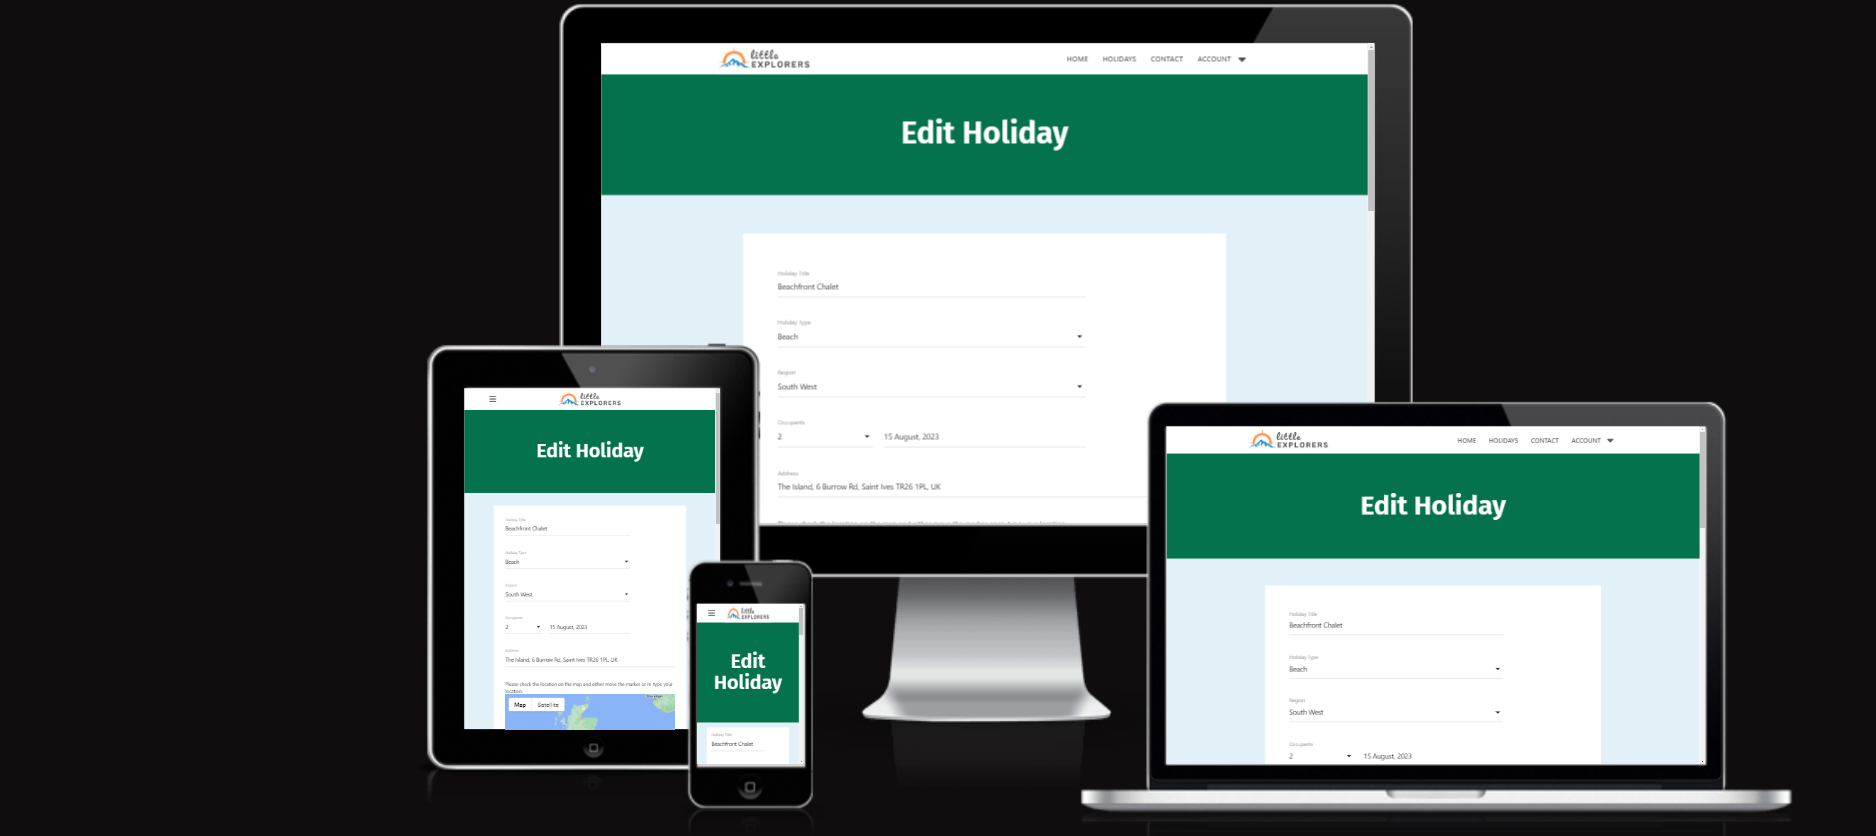 little
EXPLORERS
HOME HOLIDAYS CONTACT ACCOUNT
Edit Holiday
Holiday Title
Beachfront Chalet
Holiday Type
Beach
Region
South West
Occupants
2 15 August, 2023
Address
The Island, 6 Burrow Rd, Saint Ives TR26 1PL, UK
little
EXPLORERS
Edit Holiday
Holiday Title
Beachfront Chalet
Holiday Type
Beach
Region
South West
Occupants
2 15 August, 2023
Address
The Island, 6 Burrow Rd, Saint Ives TR26 1PL, UK
Please check the location on the map and either move the marker or re-type your
location.
Map Satellite
little
EXPLORERS
Edit
Holiday
Holiday Title
Beachfront Chalet
little
EXPLORERS
HOME HOLIDAYS CONTACT ACCOUNT
Edit Holiday
Holiday Title
Beachfront Chalet
Holiday Type
Beach
Region
South West
Occupants
2 15 August, 2023